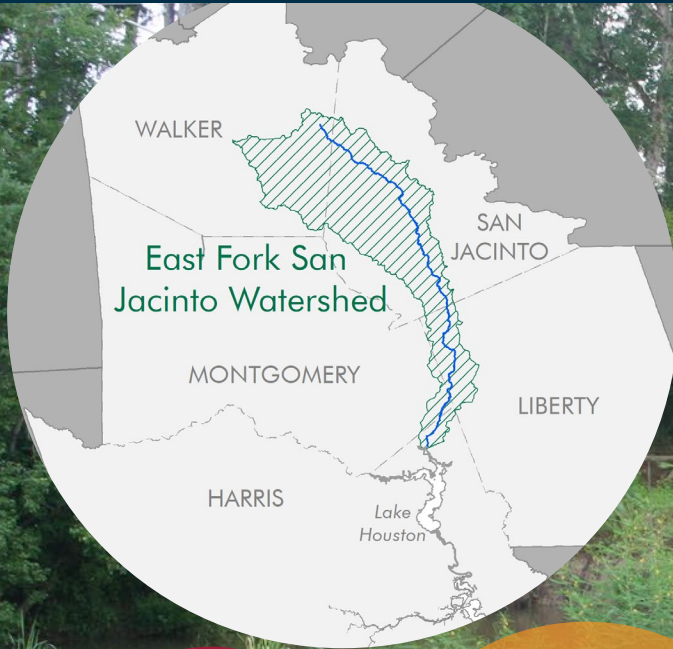 WALKER
SAN
JACINTO
East Fork San
Jacinto Watershed
MONTGOMERY
LIBERTY
HARRIS
Lake
Houston